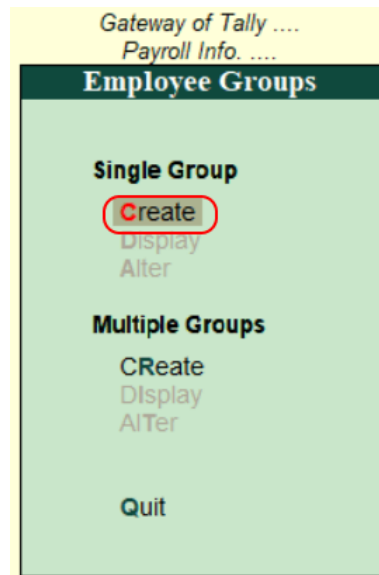 Gateway of Tally ....
Payroll Info. ....
Employee Groups
Single Group
Create
Display
Alter
Multiple Groups
CReate
DIsplay
AlTer
Quit